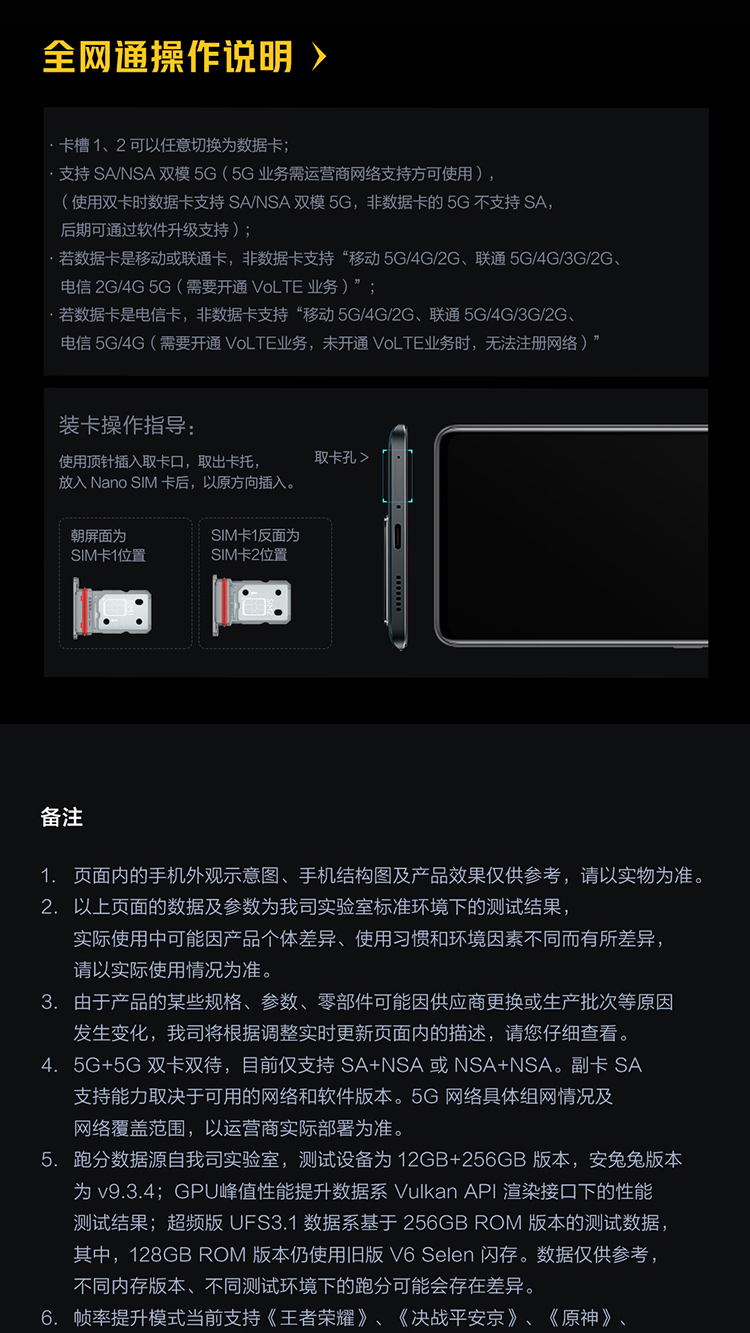 全网通操作说明 >
· 卡槽 1、2 可以任意切换为数据卡；
· 支持 SA/NSA 双模 5G（5G 业务需运营商网络支持方可使用），
（使用双卡时数据卡支持 SA/NSA 双模 5G，非数据卡的 5G 不支持 SA，
后期可通过软件升级支持）；
· 若数据卡是移动或联通卡，非数据卡支持“移动 5G/4G/2G、联通 5G/4G/3G/2G、
电信 2G/4G 5G（需要开通 VoLTE 业务）”；
· 若数据卡是电信卡，非数据卡支持“移动 5G/4G/2G、联通 5G/4G/3G/2G、
电信 5G/4G（需要开通 VoLTE业务，未开通 VoLTE业务时，无法注册网络）”
装卡操作指导：
使用顶针插入取卡口，取出卡托，
放入 Nano SIM 卡后，以原方向插入。
取卡孔 >
朝屏面为
SIM卡1位置
SIM卡1反面为
SIM卡2位置
备注
1. 页面内的手机外观示意图、手机结构图及产品效果仅供参考，请以实物为准。
2. 以上页面的数据及参数为我司实验室标准环境下的测试结果，
实际使用中可能因产品个体差异、使用习惯和环境因素不同而有所差异，
请以实际使用情况为准。
3. 由于产品的某些规格、参数、零部件可能因供应商更换或生产批次等原因
发生变化，我司将根据调整实时更新页面内的描述，请您仔细查看。
4. 5G+5G 双卡双待，目前仅支持 SA+NSA 或 NSA+NSA。副卡 SA
支持能力取决于可用的网络和软件版本。5G 网络具体组网情况及
网络覆盖范围，以运营商实际部署为准。
5. 跑分数据源自我司实验室，测试设备为 12GB+256GB 版本，安兔兔版本
为 v9.3.4；GPU峰值性能提升数据系 Vulkan API 渲染接口下的性能
测试结果；超频版 UFS3.1 数据系基于 256GB ROM 版本的测试数据，
其中，128GB ROM 版本仍使用旧版 V6 Selen 闪存。数据仅供参考，
不同内存版本、不同测试环境下的跑分可能会存在差异。
6. 帧率提升模式当前支持《王者荣耀》、《决战平安京》、《原神》、